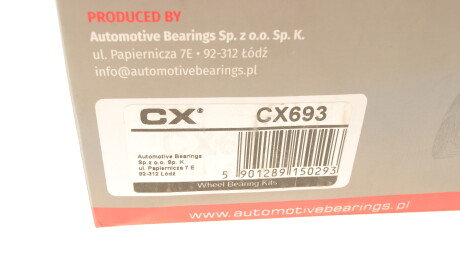 PRODUCED BY
Automotive Bearings Sp. z o.o. Sp. K.
ul. Papiernicza 7E • 92-312 Łódź
info@automotivebearings.pl
CX® CX693
Automotive Bearings
Sp.z o.o. Sp. K.
ul. Papiernicza 7 E
92-312 Łódź
5 901289 150293
Wheel Bearing Kits
www.automotivebearings.pl